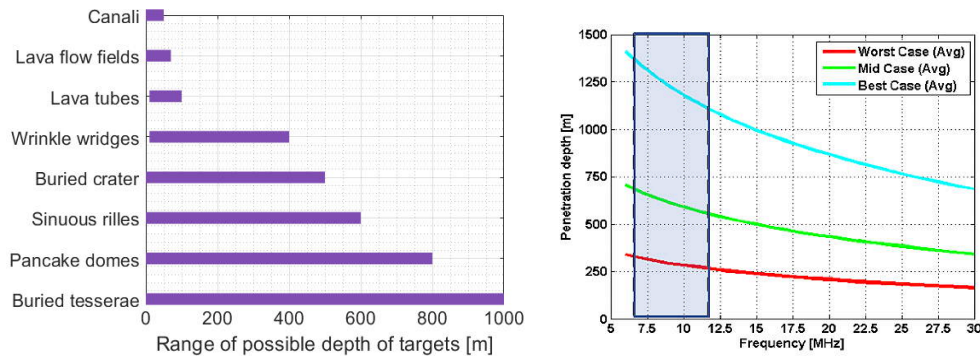 Canali
Lava flow fields
Lava tubes
Wrinkle wridges
Buried crater
Sinuous rilles
Pancake domes
Buried tesserae
0 200 400 600 800 1000
Range of possible depth of targets [m]
1500
1250
1000
750
500
250
0
Penetration depth [m]
Worst Case (Avg)
Mid Case (Avg)
Best Case (Avg)
5 7.5 10 12.5 15 17.5 20 22.5 25 27.5 30
Frequency [MHz]